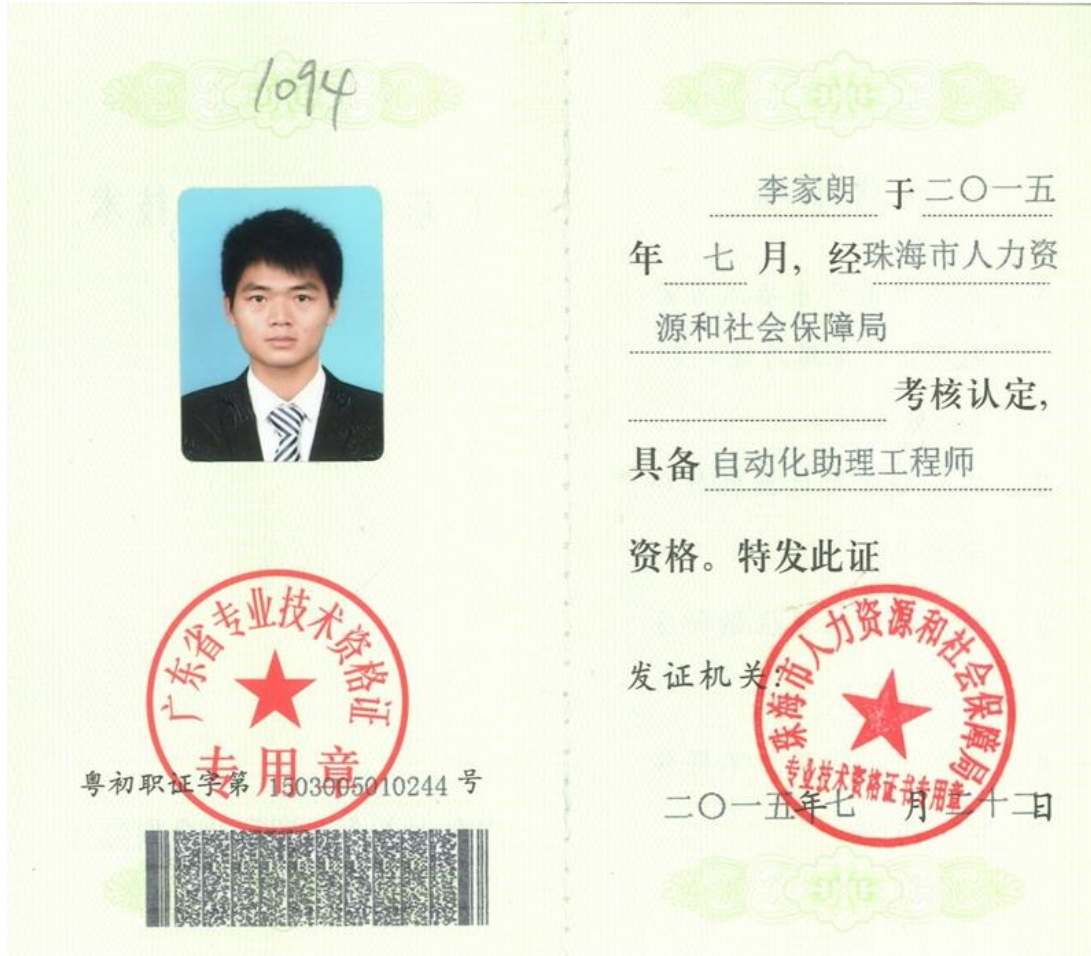 1094
广东省专业技术资格证
专用章
粤初职证字第 1503005010244 号
李家朗 于二〇一五
年 七 月，经珠海市人力资
源和社会保障局
考核认定，
具备 自动化助理工程师
资格。特发此证
发证机关：
珠海市人力资源和社会保障局
专业技术资格证书专用章
二〇一五年七 月二十二日